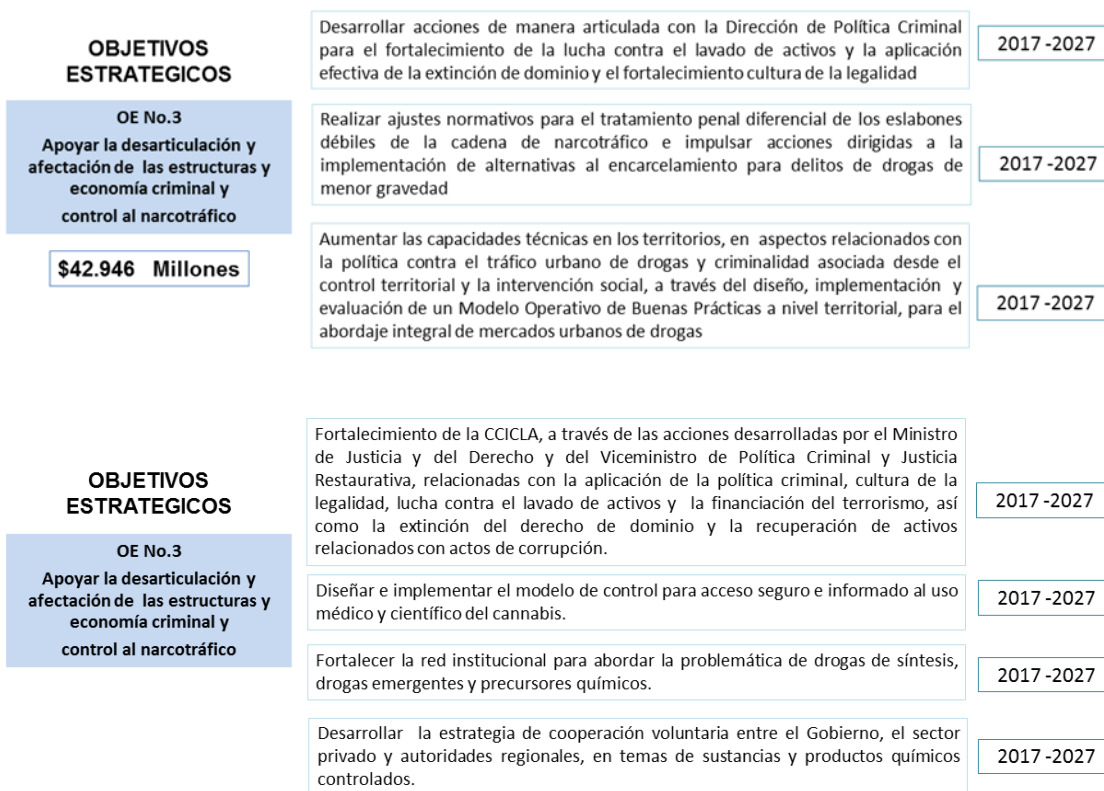 OBJETIVOS
ESTRATEGICOS
OE No.3
Apoyar la desarticulación y
afectación de las estructuras y
economía criminal y
control al narcotráfico
$42.946 Millones
Desarrollar acciones de manera articulada con la Dirección de Política Criminal
para el fortalecimiento de la lucha contra el lavado de activos y la aplicación
efectiva de la extinción de dominio y el fortalecimiento cultura de la legalidad
2017 -2027
Realizar ajustes normativos para el tratamiento penal diferencial de los eslabones
débiles de la cadena de narcotráfico e impulsar acciones dirigidas a la
implementación de alternativas al encarcelamiento para delitos de drogas de
menor gravedad
2017 -2027
Aumentar las capacidades técnicas en los territorios, en aspectos relacionados con
la política contra el tráfico urbano de drogas y criminalidad asociada desde el
control territorial y la intervención social, a través del diseño, implementación y
evaluación de un Modelo Operativo de Buenas Prácticas a nivel territorial, para el
abordaje integral de mercados urbanos de drogas
2017 -2027
OBJETIVOS
ESTRATEGICOS
OE No.3
Apoyar la desarticulación y
afectación de las estructuras y
economía criminal y
control al narcotráfico
Fortalecimiento de la CCICLA, a través de las acciones desarrolladas por el Ministro
de Justicia y del Derecho y del Viceministro de Política Criminal y Justicia
Restaurativa, relacionadas con la aplicación de la política criminal, cultura de la
legalidad, lucha contra el lavado de activos y la financiación del terrorismo, así
como la extinción del derecho de dominio y la recuperación de activos
relacionados con actos de corrupción.
2017 -2027
Diseñar e implementar el modelo de control para acceso seguro e informado al uso
médico y científico del cannabis.
2017 -2027
Fortalecer la red institucional para abordar la problemática de drogas de síntesis,
drogas emergentes y precursores químicos.
2017 -2027
Desarrollar la estrategia de cooperación voluntaria entre el Gobierno, el sector
privado y autoridades regionales, en temas de sustancias y productos químicos
controlados.
2017 -2027